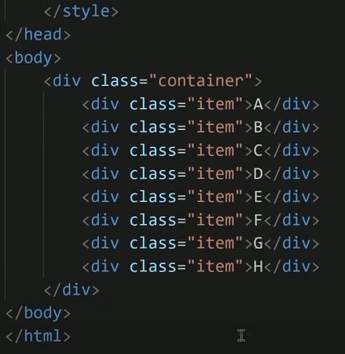 </style>
</head>
<body>
<div class="container">
<div class="item">A</div>
<div class="item">B</div>
<div class="item">C</div>
<div class="item">D</div>
<div class="item">E</div>
<div class="item">F</div>
<div class="item">G</div>
<div class="item">H</div>
</div>
</body>
</html>